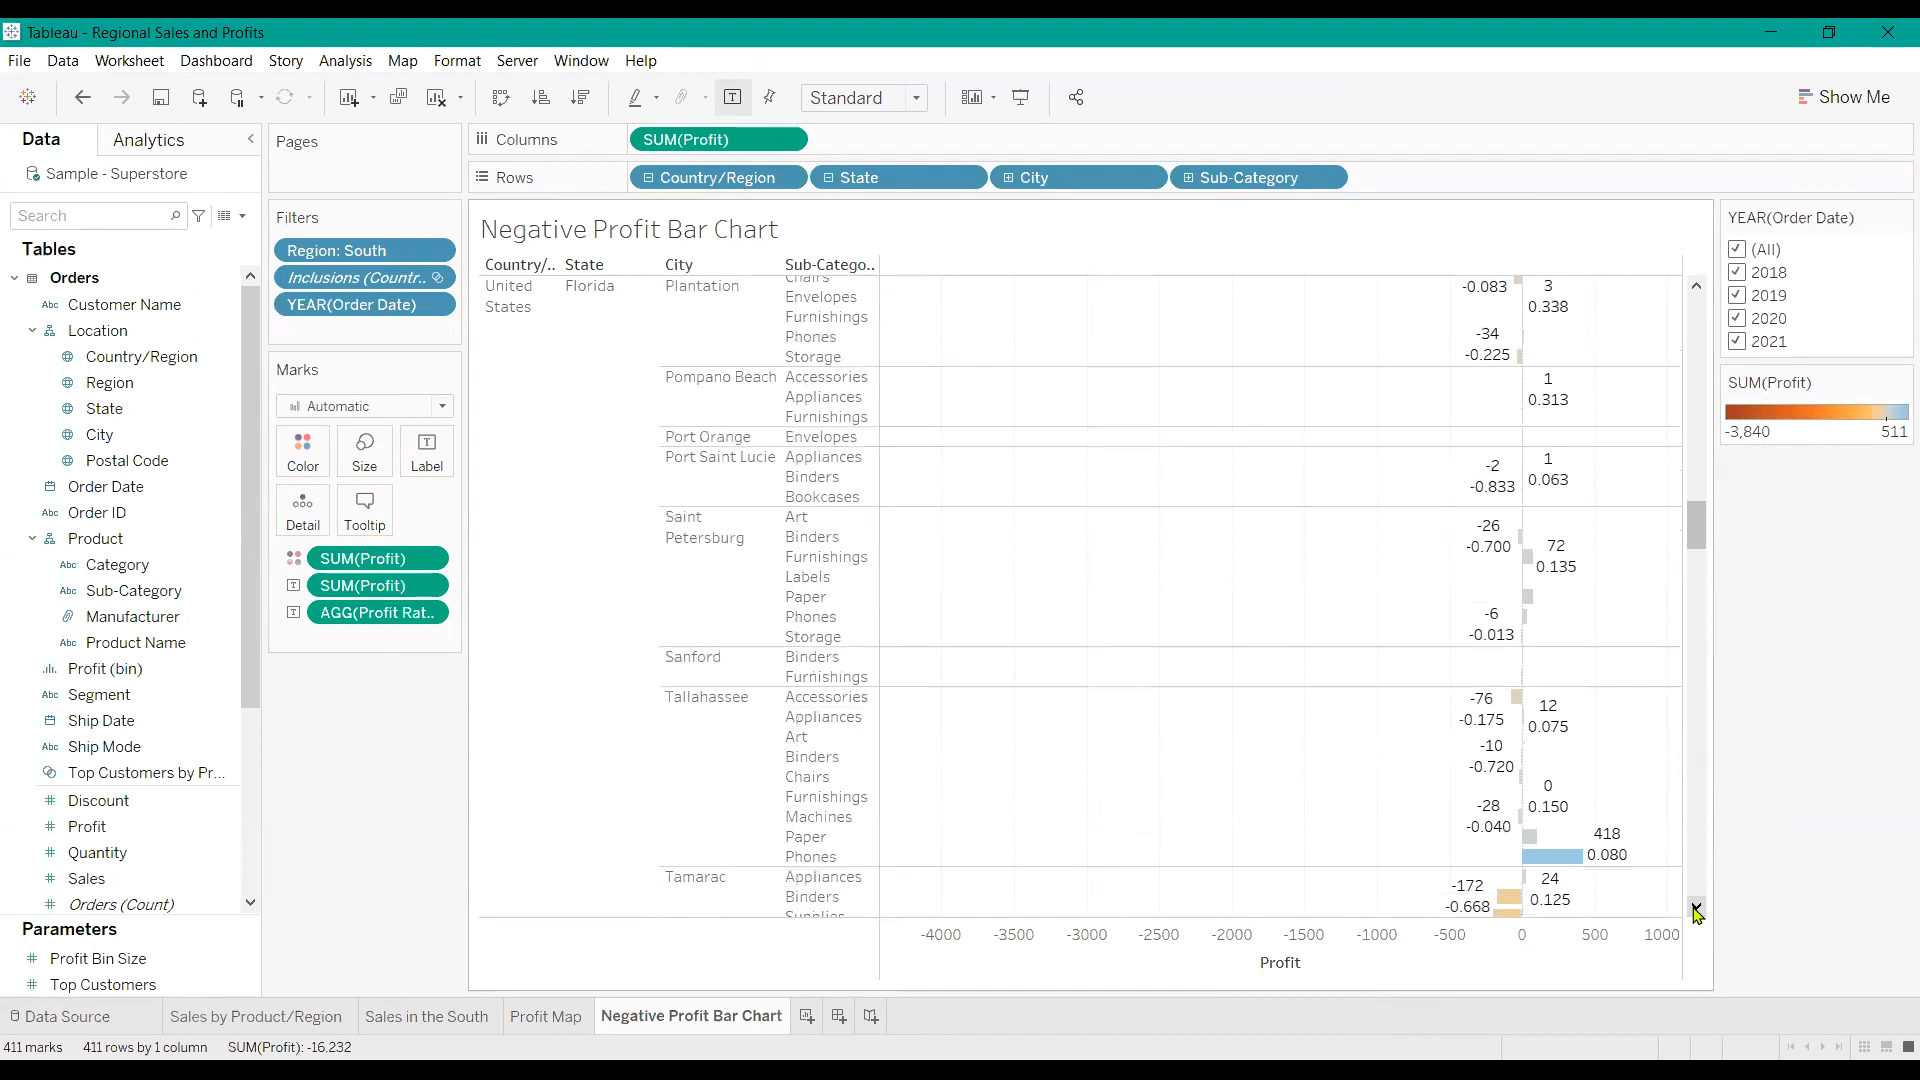 Tableau - Regional Sales and Profits
File Data Worksheet Dashboard Story Analysis Map Format Server Window Help
Standard
Show Me
Data Analytics
Sample - Superstore
Search
Tables
Orders
Abc Customer Name
Location
Country/Region
Region
State
City
Postal Code
Order Date
Abc Order ID
Product
Abc Category
Abc Sub-Category
Manufacturer
Abc Product Name
Profit (bin)
Abc Segment
Ship Date
Abc Ship Mode
Top Customers by Pr...
# Discount
# Profit
# Quantity
# Sales
# Orders (Count)
Parameters
# Profit Bin Size
# Top Customers
Pages
Filters
Region: South
Inclusions (Countr..
YEAR(Order Date)
Marks
Automatic
Color Size Label
Detail Tooltip
SUM(Profit)
SUM(Profit)
AGG(Profit Rat..
Columns SUM(Profit)
Rows Country/Region State City Sub-Category
Negative Profit Bar Chart
Country/.. State City Sub-Catego..
United States Florida Plantation Chairs
Envelopes
Furnishings
Phones
Storage
Pompano Beach Accessories
Appliances
Furnishings
Port Orange Envelopes
Port Saint Lucie Appliances
Binders
Bookcases
Saint Petersburg Art
Binders
Furnishings
Labels
Paper
Phones
Storage
Sanford Binders
Furnishings
Tallahassee Accessories
Appliances
Art
Binders
Chairs
Furnishings
Machines
Paper
Phones
Tamarac Appliances
Binders
Supplies
-0.083 3
0.338
-34
-0.225
1
0.313
-2 1
-0.833 0.063
-26
-0.700 72
0.135
-6
-0.013
-76 12
-0.175 0.075
-10
-0.720
0
-28 0.150
-0.040 418
0.080
-172 24
-0.668 0.125
-4000 -3500 -3000 -2500 -2000 -1500 -1000 -500 0 500 1000
Profit
YEAR(Order Date)
(All)
2018
2019
2020
2021
SUM(Profit)
-3,840 511
Data Source Sales by Product/Region Sales in the South Profit Map Negative Profit Bar Chart
411 marks 411 rows by 1 column SUM(Profit): -16.232